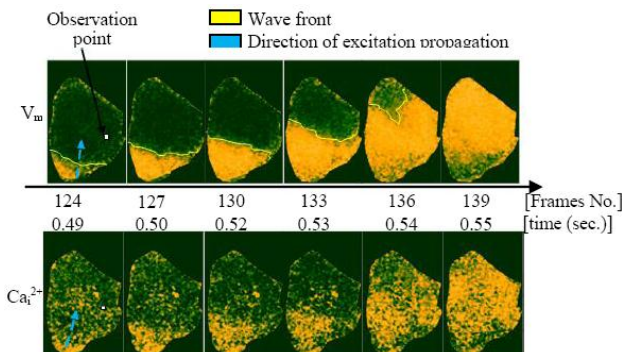 Observation
point
Wave front
Direction of excitation propagation
Vm
124 127 130 133 136 139 [Frames No.]
0.49 0.50 0.52 0.53 0.54 0.55 [time (sec.)]
Cai2+